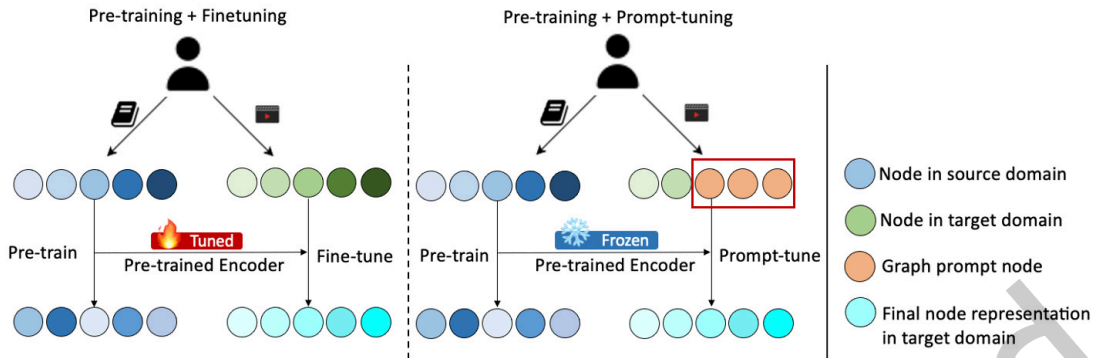 Pre-training + Finetuning
Pre-train
Tuned
Pre-trained Encoder
Fine-tune
Pre-training + Prompt-tuning
Pre-train
Frozen
Pre-trained Encoder
Prompt-tune
Node in source domain
Node in target domain
Graph prompt node
Final node representation
in target domain